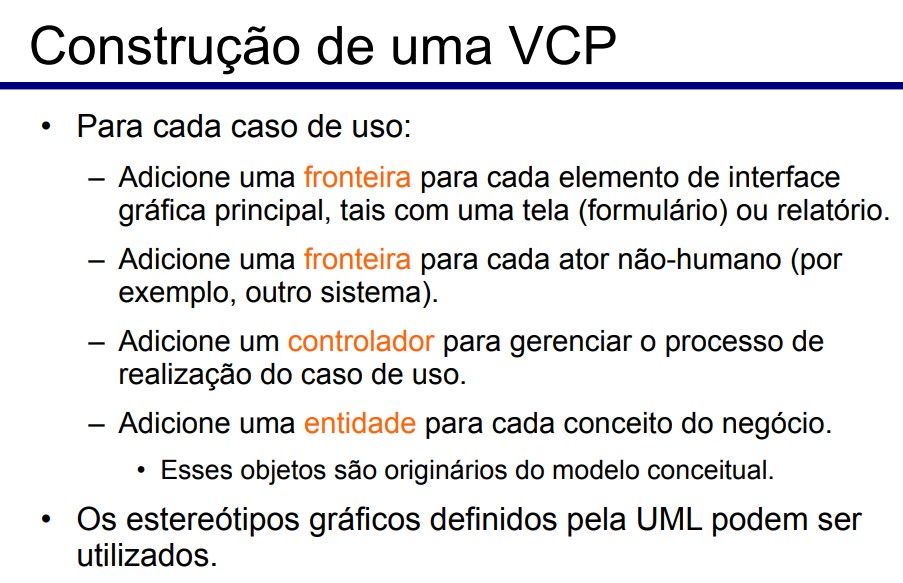 Construção de uma VCP
• Para cada caso de uso:
– Adicione uma fronteira para cada elemento de interface
gráfica principal, tais com uma tela (formulário) ou relatório.
– Adicione uma fronteira para cada ator não-humano (por
exemplo, outro sistema).
– Adicione um controlador para gerenciar o processo de
realização do caso de uso.
– Adicione uma entidade para cada conceito do negócio.
• Esses objetos são originários do modelo conceitual.
• Os estereótipos gráficos definidos pela UML podem ser
utilizados.